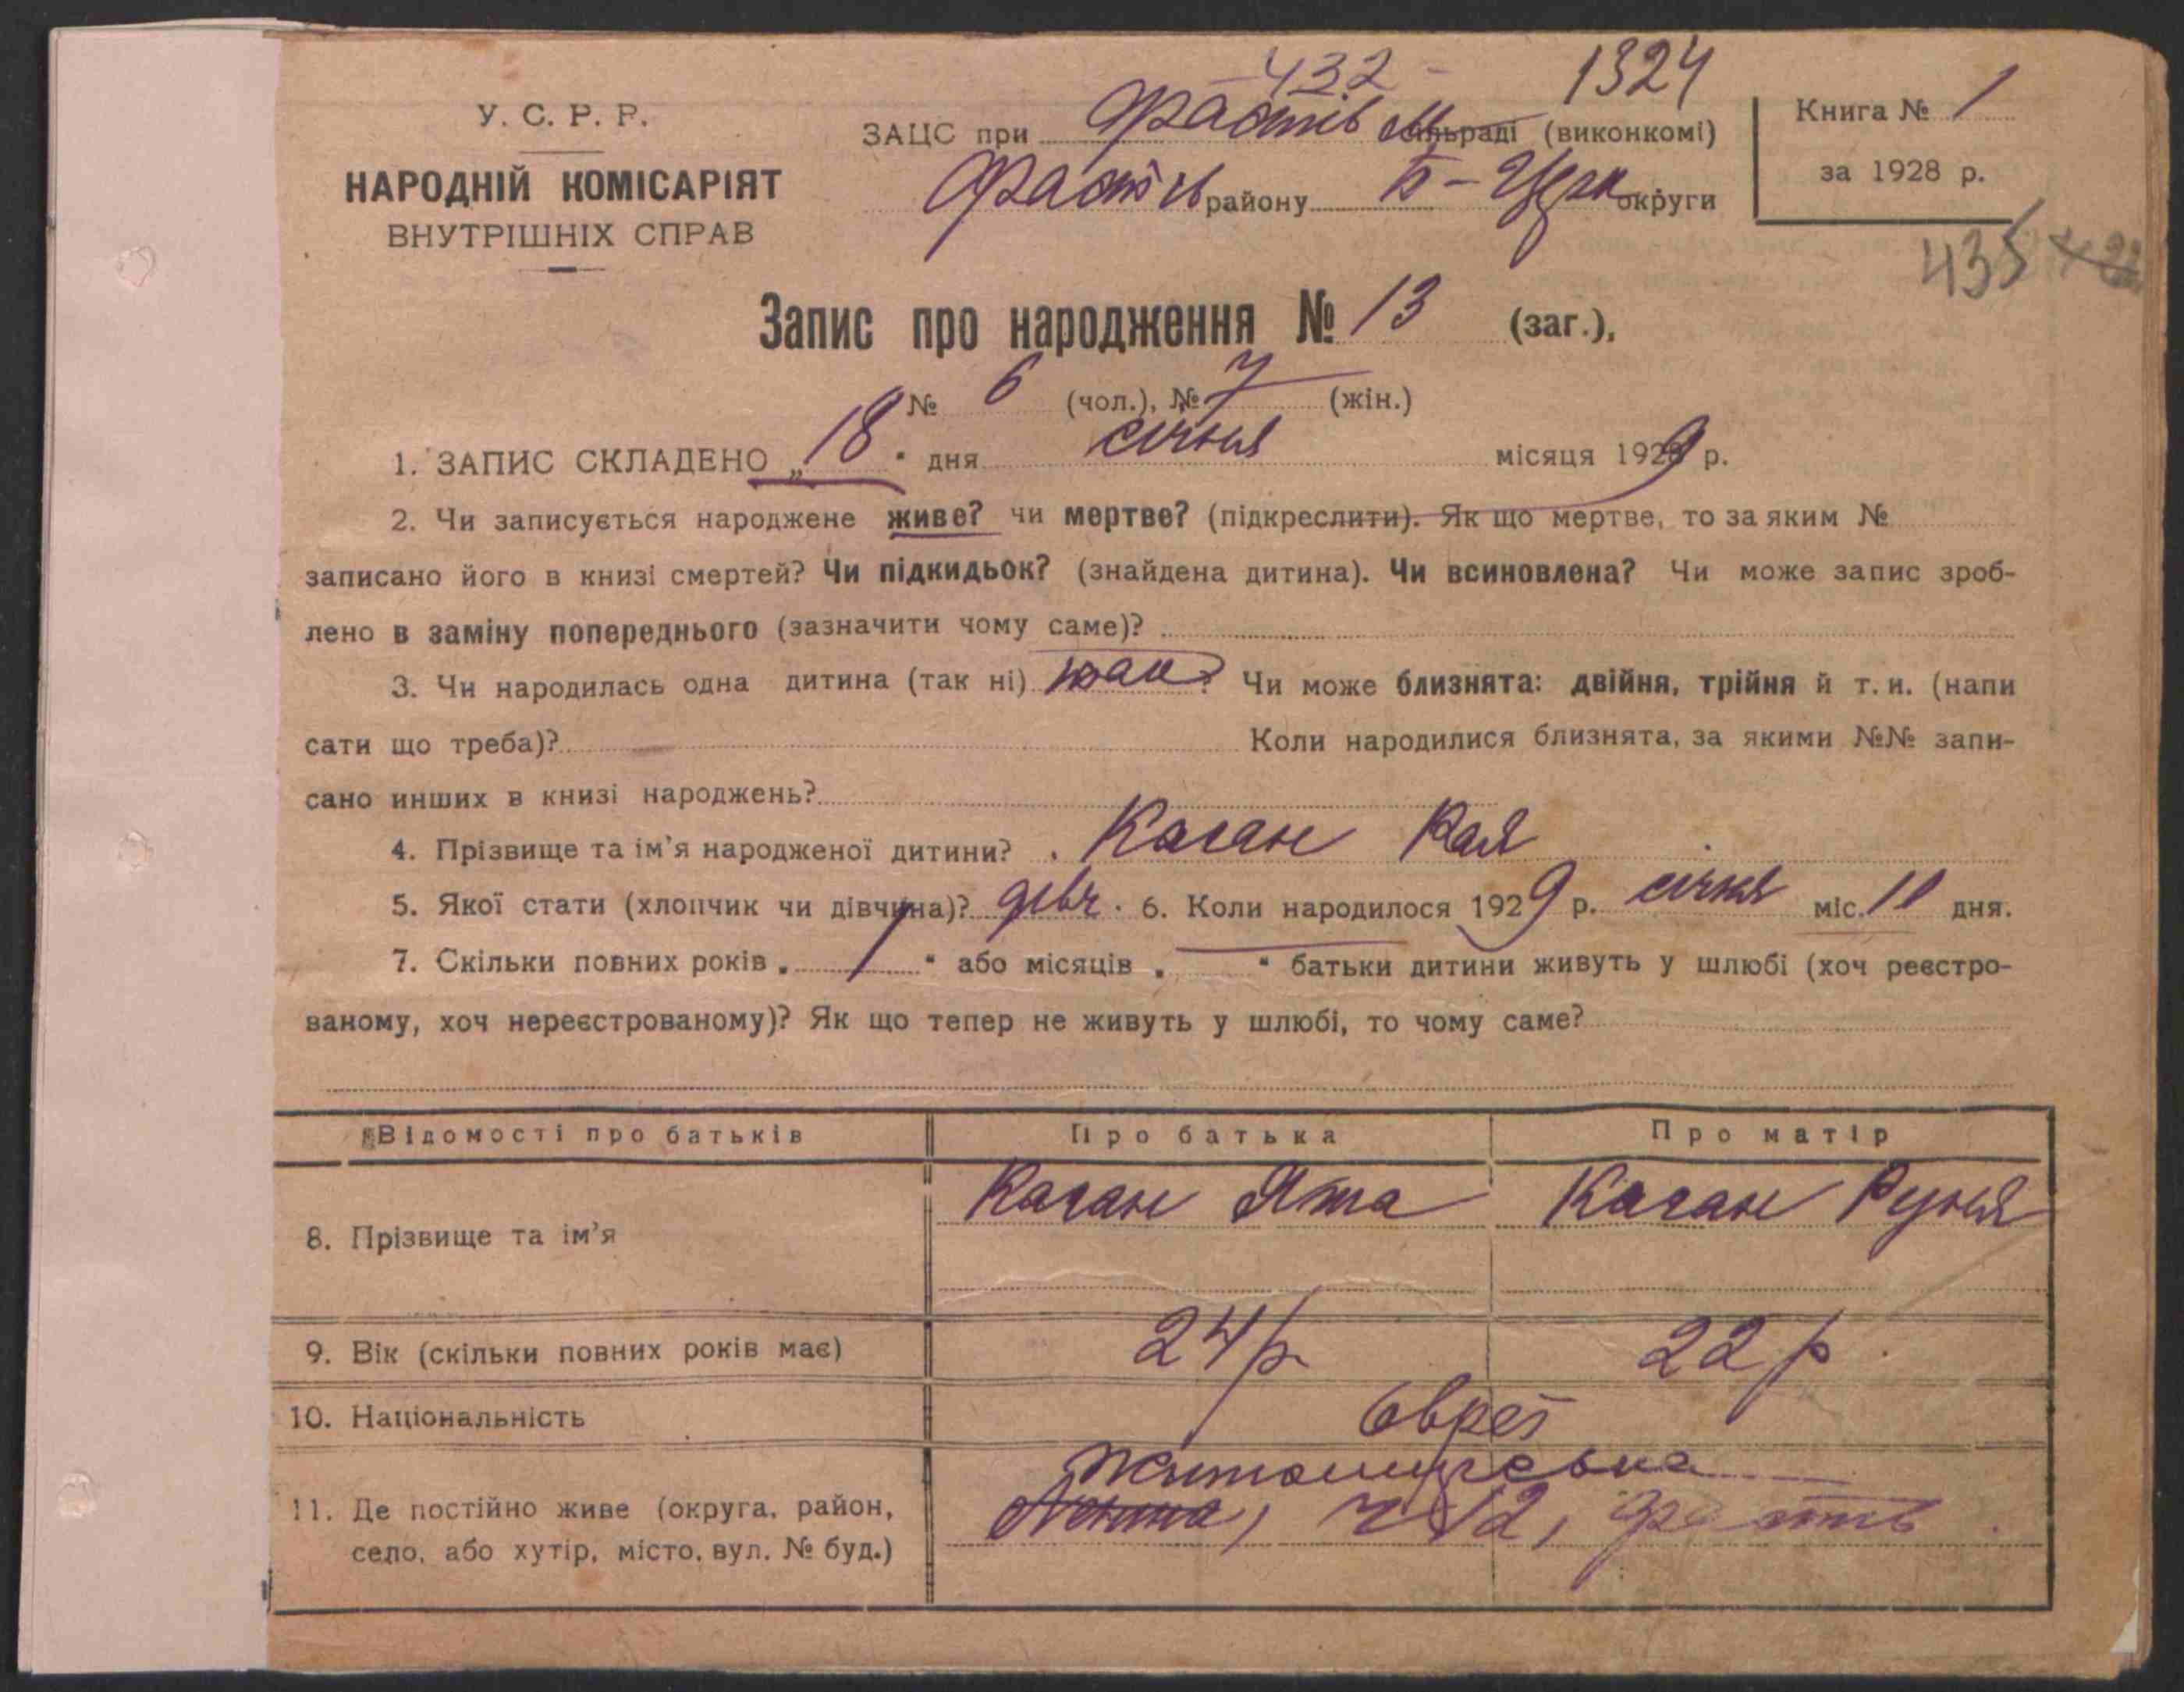 432 1324
У. С. Р. Р.
ЗАЦС при Фастів м сільраді (виконкомі)
Книга № 1
НАРОДНІЙ КОМІСАРІЯТ
Фастів району Б-Церк округи
за 1928 р.
ВНУТРІШНІХ СПРАВ
435
Запис про народження № 13 (заг.),
№ 6 (чол.), № 7 (жін.)
1. ЗАПИС СКЛАДЕНО „18" дня січня місяця 1929 р.
2. Чи записується народжене живе? чи мертве? (підкреслити). Як що мертве, то за яким №
записано його в книзі смертей? Чи підкидьок? (знайдена дитина). Чи всиновлена? Чи може запис зроб-
лено в заміну попереднього (зазначити чому саме)?
3. Чи народилась одна дитина (так ні) так? Чи може близнята: двійня, трійня й т. и. (напи
сати що треба)? Коли народилися близнята, за якими №№ запи-
сано инших в книзі народжень?
4. Прізвище та ім'я народженої дитини? Каган Рая
5. Якої стати (хлопчик чи дівчина)? дівч. 6. Коли народилося 1929 р. січня міс. 11 дня.
7. Скільки повних років „1" або місяців „ " батьки дитини живуть у шлюбі (хоч реєстро-
ваному, хоч нереєстрованому)? Як що тепер не живуть у шлюбі, то чому саме?
Відомості про батьків Про батька Про матір
8. Прізвище та ім'я Каган Ята Каган Руня
9. Вік (скільки повних років має) 24 р. 22 р.
10. Національність євреї
Житомирська
11. Де постійно живе (округа, район,
село, або хутір, місто, вул. № буд.) ч 12, Фастів.